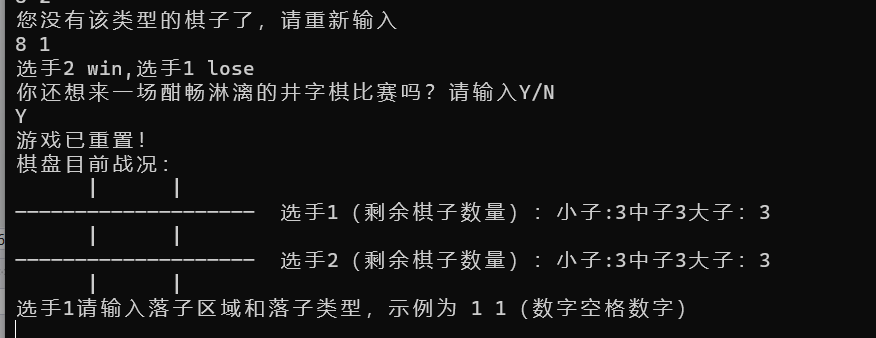 8 2
您没有该类型的棋子了，请重新输入
8 1
选手2 win,选手1 lose
你还想来一场酣畅淋漓的井字棋比赛吗？请输入Y/N
Y
游戏已重置！
棋盘目前战况：
| |
-------------------- 选手1（剩余棋子数量）：小子:3中子3大子：3
| |
-------------------- 选手2（剩余棋子数量）：小子:3中子3大子：3
| |
选手1请输入落子区域和落子类型，示例为 1 1（数字空格数字）